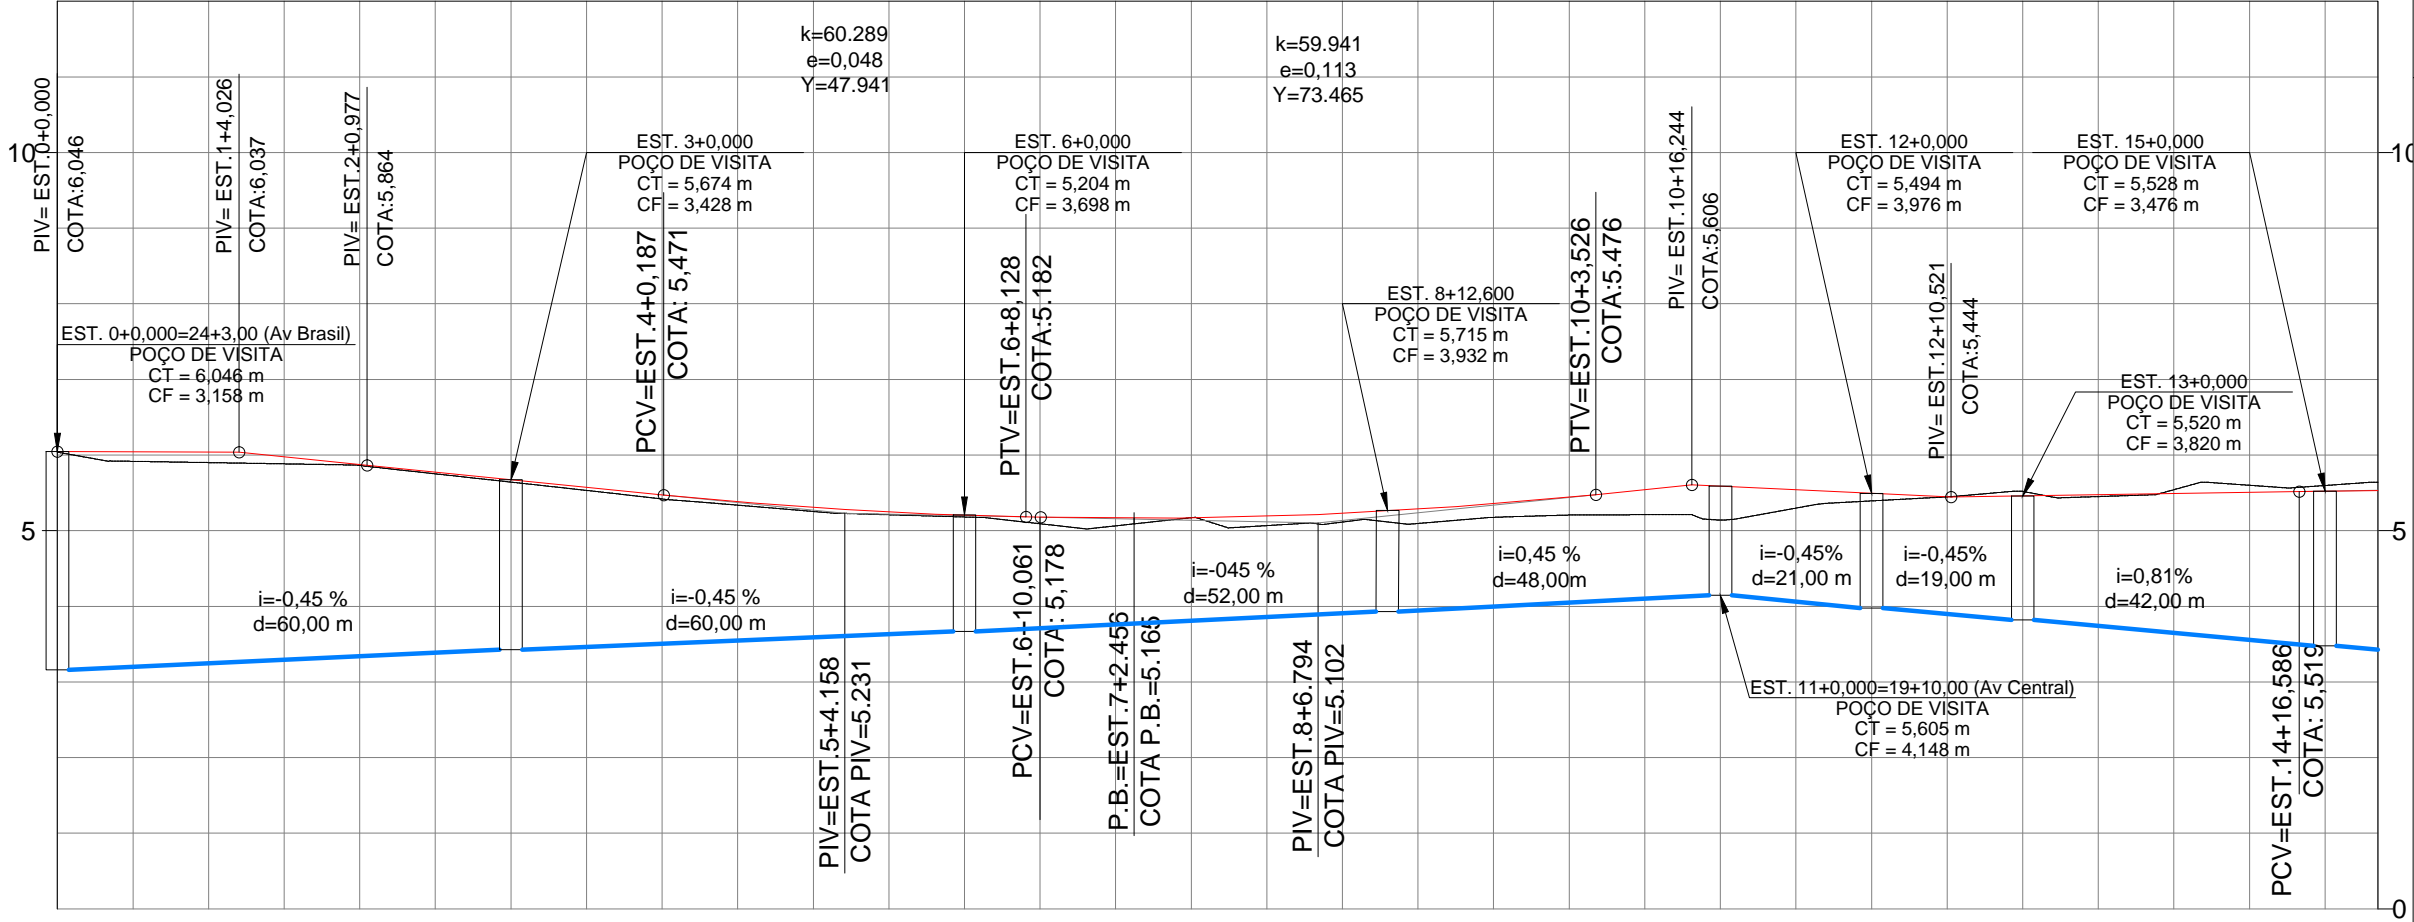 k=60.289
e=0,048
Y=47.941
k=59.941
e=0,113
Y=73.465
PIV= EST.0+0,000
COTA:6,046
PIV= EST.1+4,026
COTA:6,037
PIV= EST.2+0,977
COTA:5,864
EST. 3+0,000
POÇO DE VISITA
CT = 5,674 m
CF = 3,428 m
EST. 6+0,000
POÇO DE VISITA
CT = 5,204 m
CF = 3,698 m
PIV= EST.10+16,244
COTA:5,606
EST. 12+0,000
POÇO DE VISITA
CT = 5,494 m
CF = 3,976 m
EST. 15+0,000
POÇO DE VISITA
CT = 5,528 m
CF = 3,476 m
10
10
PCV=EST.4+0,187
COTA: 5,471
PTV=EST.6+8,128
COTA:5.182
PTV=EST.10+3,526
COTA:5.476
EST. 8+12,600
POÇO DE VISITA
CT = 5,715 m
CF = 3,932 m
PIV= EST.12+10,521
COTA:5,444
EST. 0+0,000=24+3,00 (Av Brasil)
POÇO DE VISITA
CT = 6,046 m
CF = 3,158 m
EST. 13+0,000
POÇO DE VISITA
CT = 5,520 m
CF = 3,820 m
5
5
i=-0,45 %
d=60,00 m
i=-0,45 %
d=60,00 m
i=-045 %
d=52,00 m
i=0,45 %
d=48,00m
i=-0,45%
d=21,00 m
i=-0,45%
d=19,00 m
i=0,81%
d=42,00 m
PIV=EST.5+4.158
COTA PIV=5.231
PCV=EST.6+10,061
COTA: 5,178
P.B.=EST.7+2.456
COTA P.B.=5.165
PIV=EST.8+6.794
COTA PIV=5.102
EST. 11+0,000=19+10,00 (Av Central)
POÇO DE VISITA
CT = 5,605 m
CF = 4,148 m
PCV=EST.14+16,586
COTA: 5,519
0